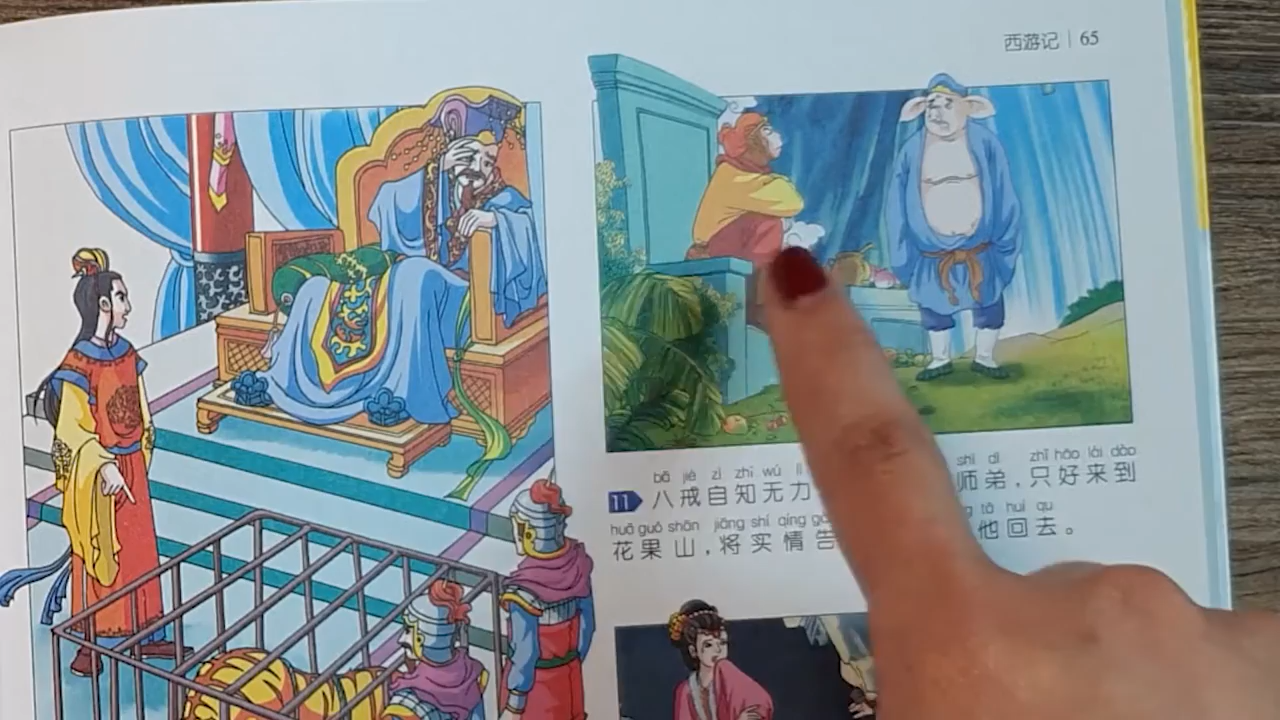 西游记 65
bā jiè zì zhī wú lì shī dì zhǐ hǎo lái dào
11 八戒自知无力 师弟，只好来到
huā guǒ shān jiāng shí qíng g tā huí qu
花果山，将实情告 他回去。